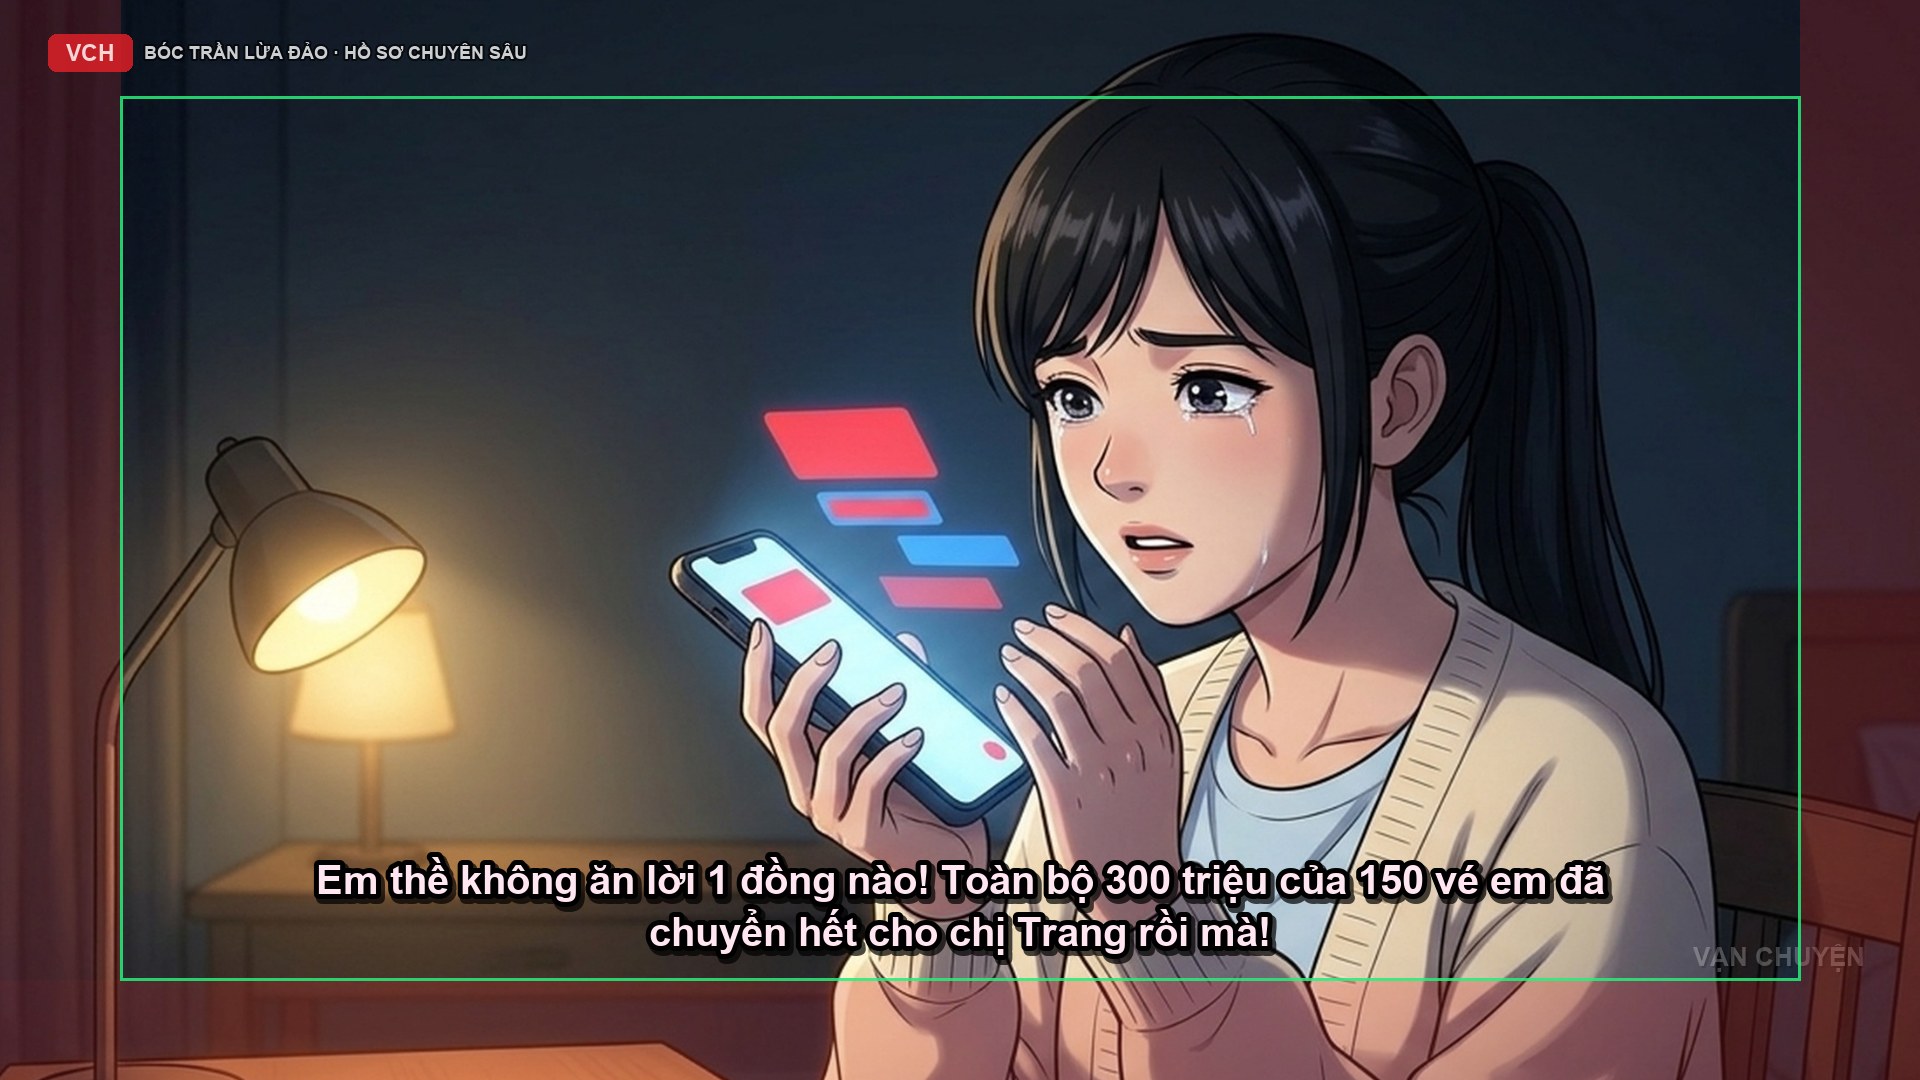 VCH BÓC TRẦN LỪA ĐẢO · HỒ SƠ CHUYÊN SÂU
Em thề không ăn lời 1 đồng nào! Toàn bộ 300 triệu của 150 vé em đã
chuyển hết cho chị Trang rồi mà!
VẠN CHUYỆN